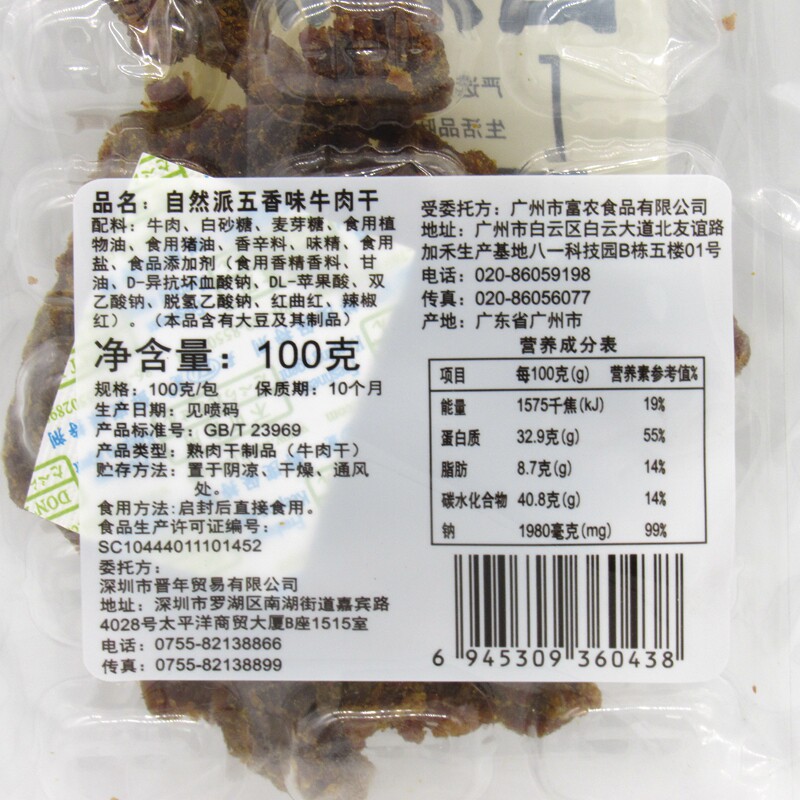 严选
生活品味
品名：自然派五香味牛肉干
配料：牛肉、白砂糖、麦芽糖、食用植
物油、食用猪油、香辛料、味精、食用
盐、食品添加剂（食用香精香料、甘
油、D-异抗坏血酸钠、DL-苹果酸、双
乙酸钠、脱氢乙酸钠、红曲红、辣椒
红）。（本品含有大豆及其制品）
净含量：100克
规格：100克/包 保质期：10个月
生产日期：见喷码
产品标准号：GB/T 23969
产品类型：熟肉干制品（牛肉干）
贮存方法：置于阴凉、干燥、通风
处。
食用方法:启封后直接食用。
食品生产许可证编号：
SC10444011101452
委托方：
深圳市晋年贸易有限公司
地址：深圳市罗湖区南湖街道嘉宾路
4028号太平洋商贸大厦B座1515室
电话：0755-82138866
传真：0755-82138899
受委托方：广州市富农食品有限公司
地址：广州市白云区白云大道北友谊路
加禾生产基地八一科技园B栋五楼01号
电话：020-86059198
传真：020-86056077
产地：广东省广州市
营养成分表
项目 每100克(g) 营养素参考值%
能量 1575千焦(kJ) 19%
蛋白质 32.9克(g) 55%
脂肪 8.7克(g) 14%
碳水化合物 40.8克(g) 14%
钠 1980毫克(mg) 99%
6 945309 360438